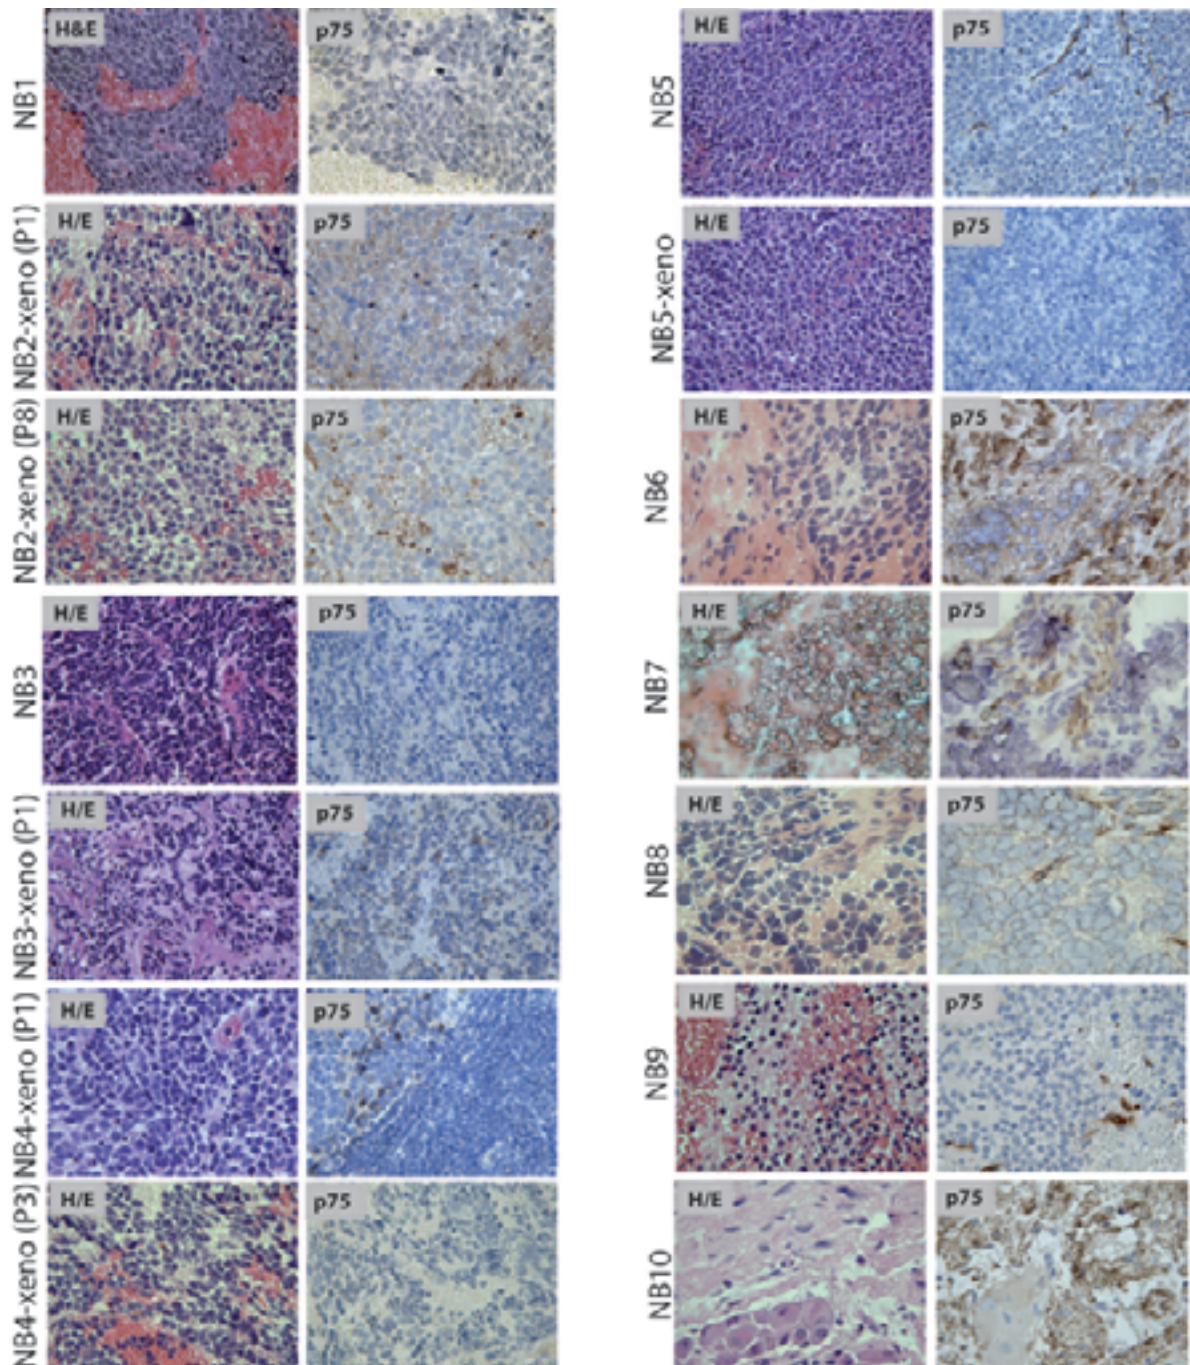 NB1
H&E p75
NB2-xeno (P1)
H/E p75
NB2-xeno (P8)
H/E p75
NB3
H/E p75
NB3-xeno (P1)
H/E p75
NB4-xeno (P1)
H/E p75
NB4-xeno (P3)
H/E p75
NB5
H/E p75
NB5-xeno
H/E p75
NB6
H/E p75
NB7
H/E p75
NB8
H/E p75
NB9
H/E p75
NB10
H/E p75